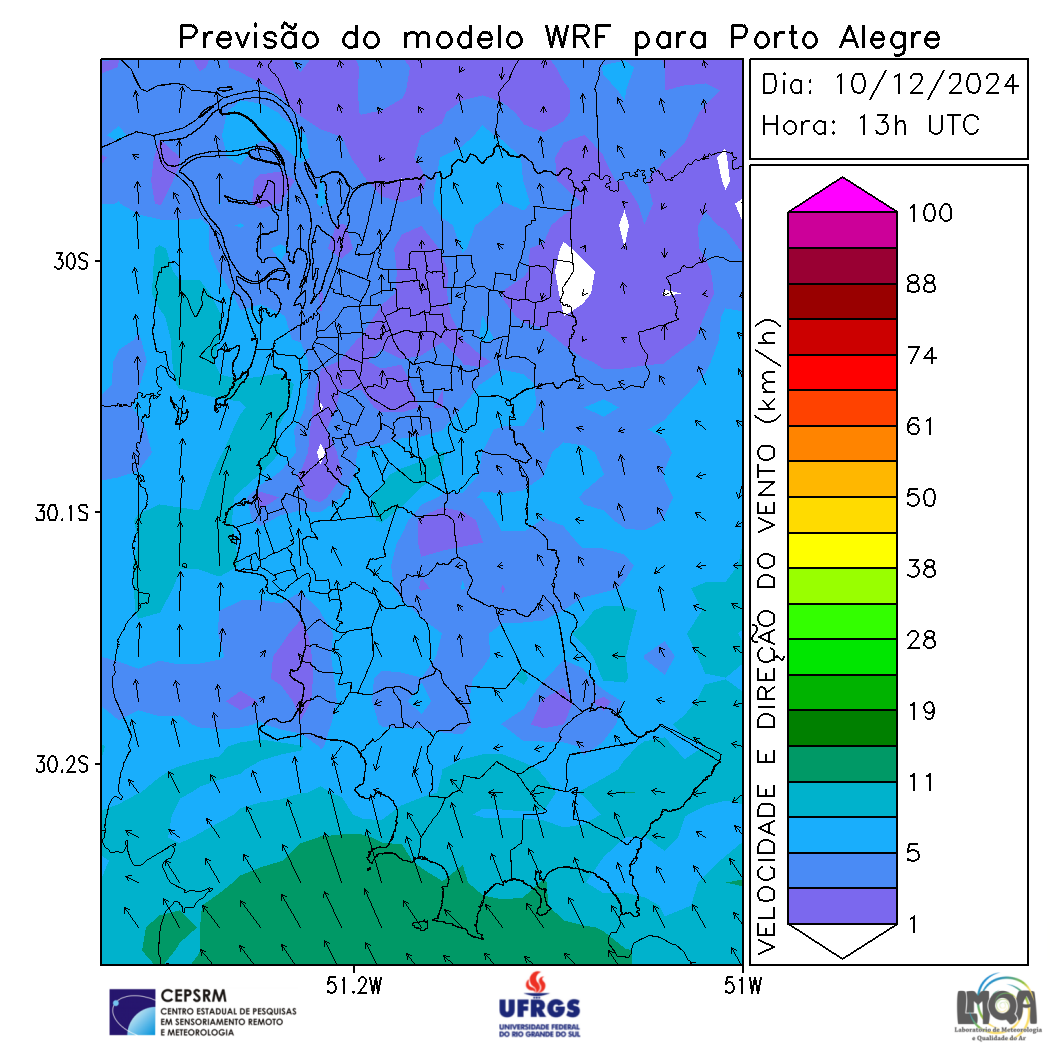 Previsão do modelo WRF para Porto Alegre
Dia: 10/12/2024
Hora: 13h UTC
30S
30.1S
30.2S
51.2W
51W
VELOCIDADE E DIREÇÃO DO VENTO (km/h)
100
88
74
61
50
38
28
19
11
5
1
CEPSRM
CENTRO ESTADUAL DE PESQUISAS
EM SENSORIAMENTO REMOTO
E METEOROLOGIA
UFRGS
UNIVERSIDADE FEDERAL
DO RIO GRANDE DO SUL
LMQA
Laboratório de Meteorologia
e Qualidade do Ar